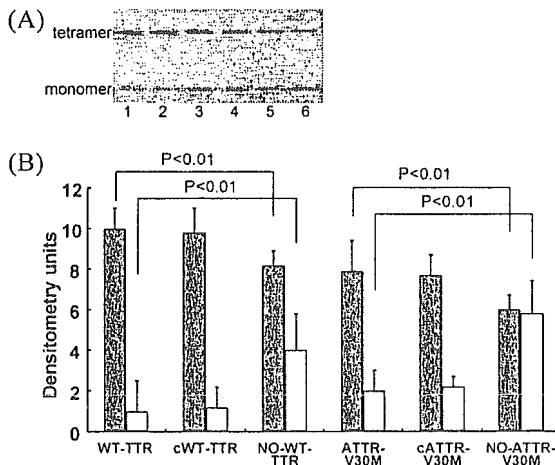 (A)
tetramer
monomer
1 2 3 4 5 6
(B)
P<0.01
P<0.01
P<0.01
P<0.01
Densitometry units
12
10
8
6
4
2
0
WT-TTR
cWT-TTR
NO-WT-
TTR
ATTR-
V30M
cATTR-
V30M
NO-ATTR-
V30M